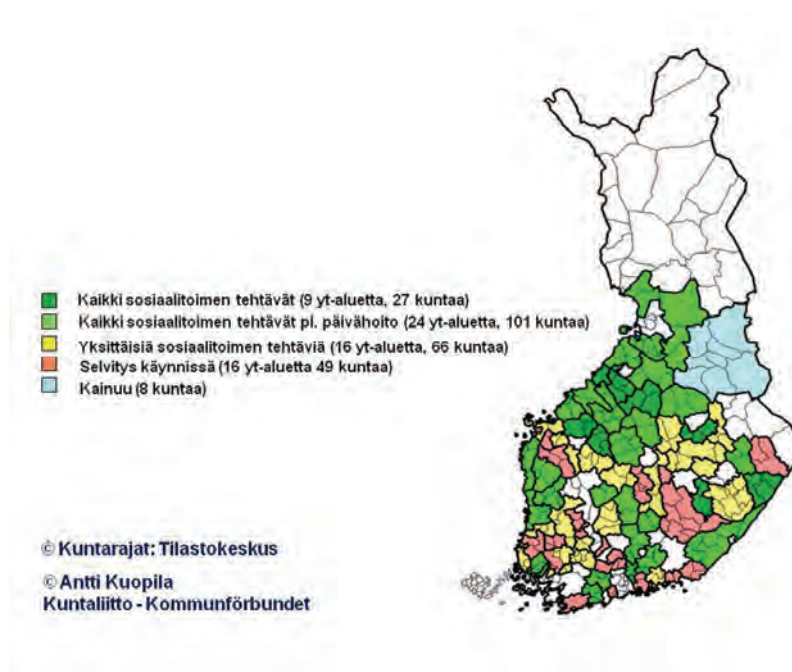 Kaikki sosiaalitoimen tehtävät (9 yt-aluetta, 27 kuntaa)
Kaikki sosiaalitoimen tehtävät pl. päivähoito (24 yt-aluetta, 101 kuntaa)
Yksittäisiä sosiaalitoimen tehtäviä (16 yt-aluetta, 66 kuntaa)
Selvitys käynnissä (16 yt-aluetta 49 kuntaa)
Kainuu (8 kuntaa)
© Kuntarajat: Tilastokeskus
© Antti Kuopila
Kuntaliitto - Kommunförbundet